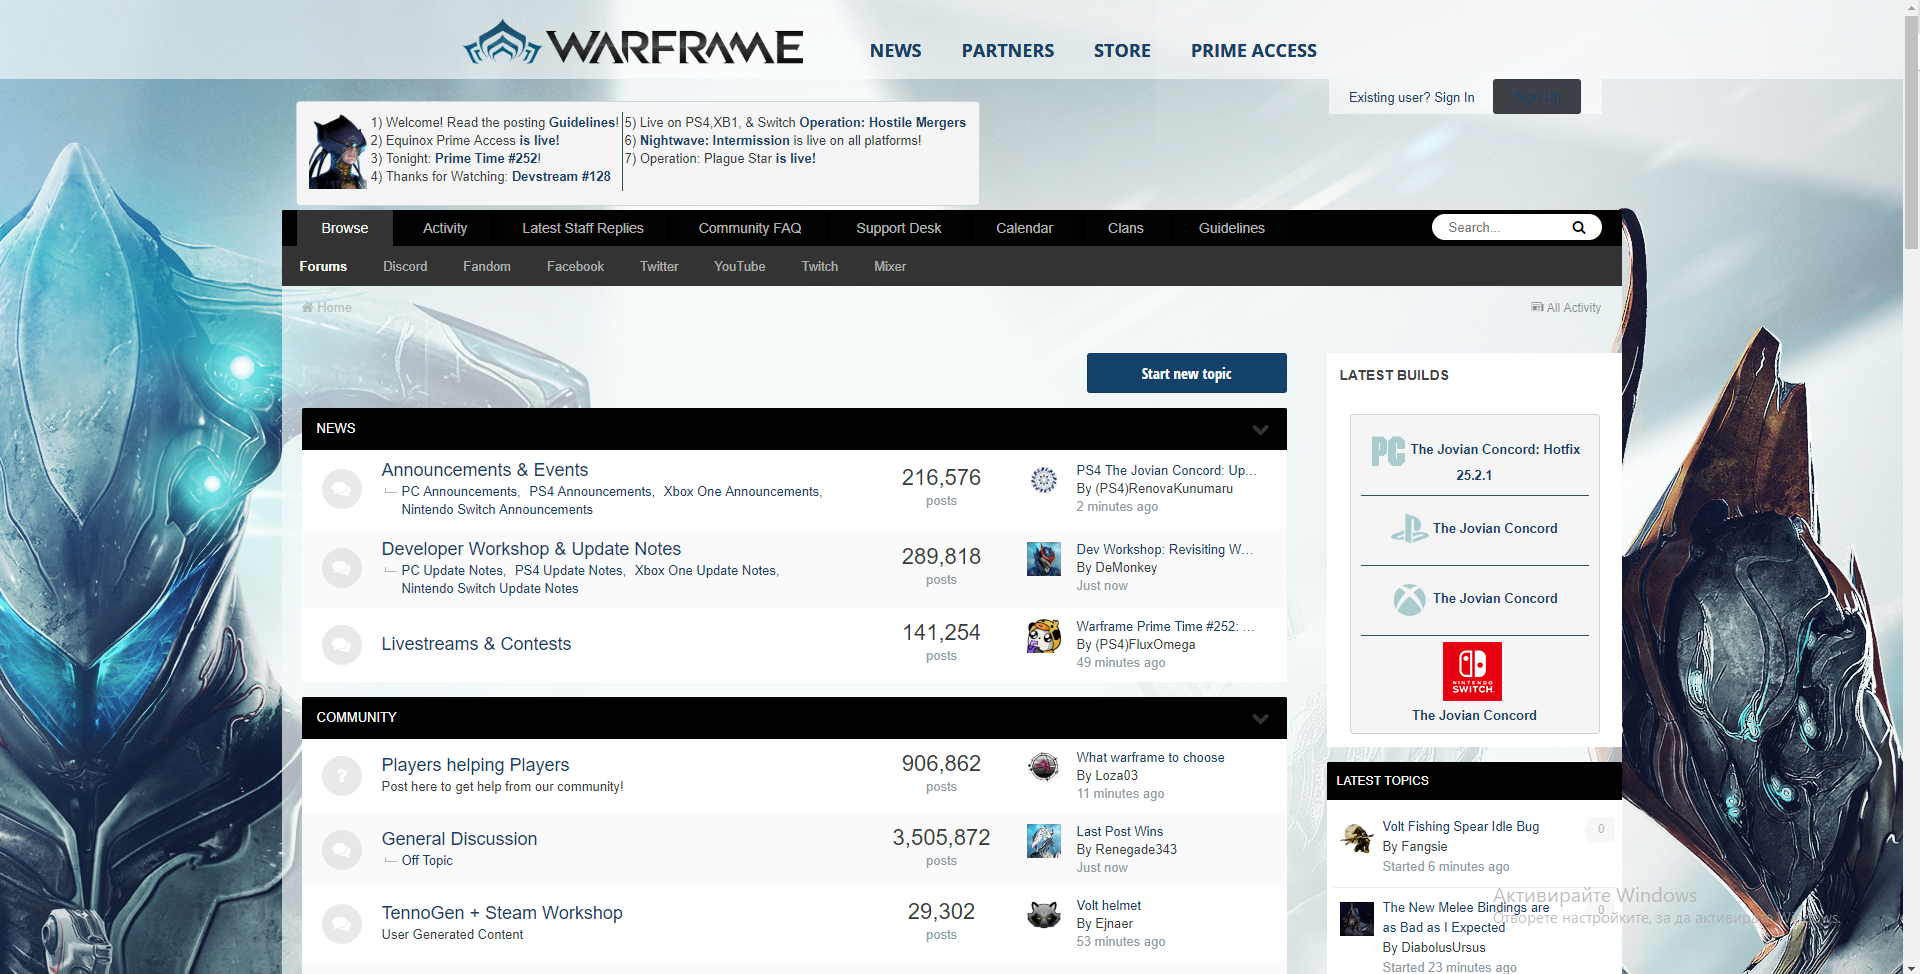 WARFRAME
NEWS PARTNERS STORE PRIME ACCESS
Existing user? Sign In Sign Up
1) Welcome! Read the posting Guidelines!
2) Equinox Prime Access is live!
3) Tonight: Prime Time #252!
4) Thanks for Watching: Devstream #128
5) Live on PS4,XB1, & Switch Operation: Hostile Mergers
6) Nightwave: Intermission is live on all platforms!
7) Operation: Plague Star is live!
Browse Activity Latest Staff Replies Community FAQ Support Desk Calendar Clans Guidelines Search...
Forums Discord Fandom Facebook Twitter YouTube Twitch Mixer
Home All Activity
Start new topic
NEWS
Announcements & Events
PC Announcements, PS4 Announcements, Xbox One Announcements,
Nintendo Switch Announcements
216,576
posts
PS4 The Jovian Concord: Up...
By (PS4)RenovaKunumaru
2 minutes ago
Developer Workshop & Update Notes
PC Update Notes, PS4 Update Notes, Xbox One Update Notes,
Nintendo Switch Update Notes
289,818
posts
Dev Workshop: Revisiting W...
By DeMonkey
Just now
Livestreams & Contests
141,254
posts
Warframe Prime Time #252: ...
By (PS4)FluxOmega
49 minutes ago
COMMUNITY
Players helping Players
Post here to get help from our community!
906,862
posts
What warframe to choose
By Loza03
11 minutes ago
General Discussion
Off Topic
3,505,872
posts
Last Post Wins
By Renegade343
Just now
TennoGen + Steam Workshop
User Generated Content
29,302
posts
Volt helmet
By Ejnaer
53 minutes ago
LATEST BUILDS
PC The Jovian Concord: Hotfix
25.2.1
The Jovian Concord
The Jovian Concord
NINTENDO
SWITCH
The Jovian Concord
LATEST TOPICS
Volt Fishing Spear Idle Bug 0
By Fangsie
Started 6 minutes ago
The New Melee Bindings are 0
as Bad as I Expected
By DiabolusUrsus
Started 23 minutes ago
Активирайте Windows
Отворете настройките, за да активирате Windows.